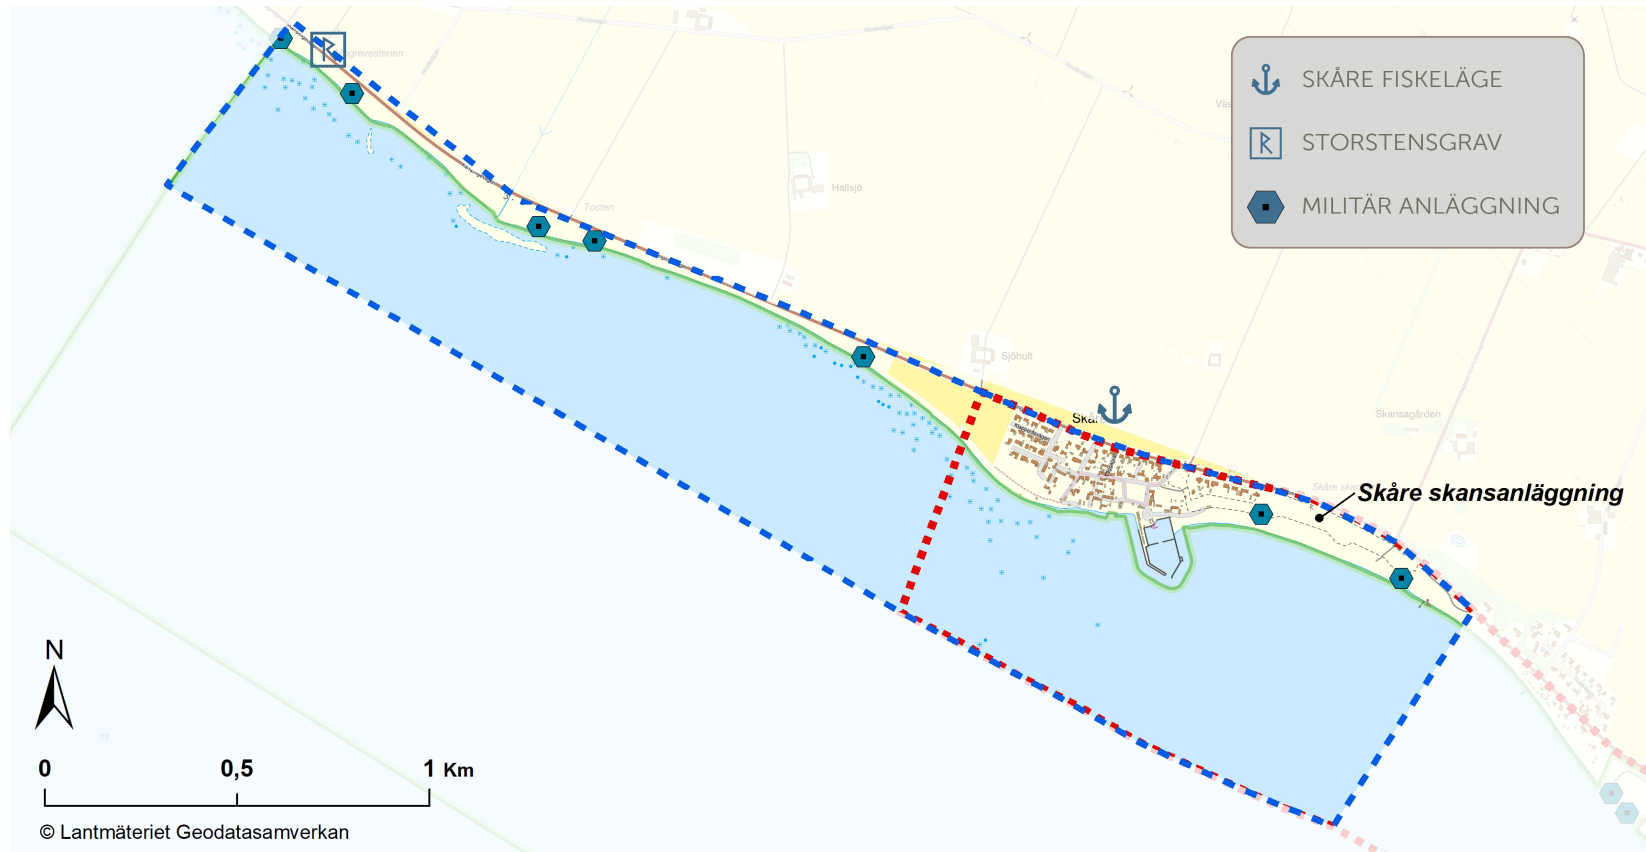 SKÅRE FISKELÄGE
STORSTENSGRAV
MILITÄR ANLÄGGNING
Tosten
Hallsjö
Sjöhult
Skansagården
Skåre skansanläggning
N
0 0,5 1 Km
© Lantmäteriet Geodatasamverkan